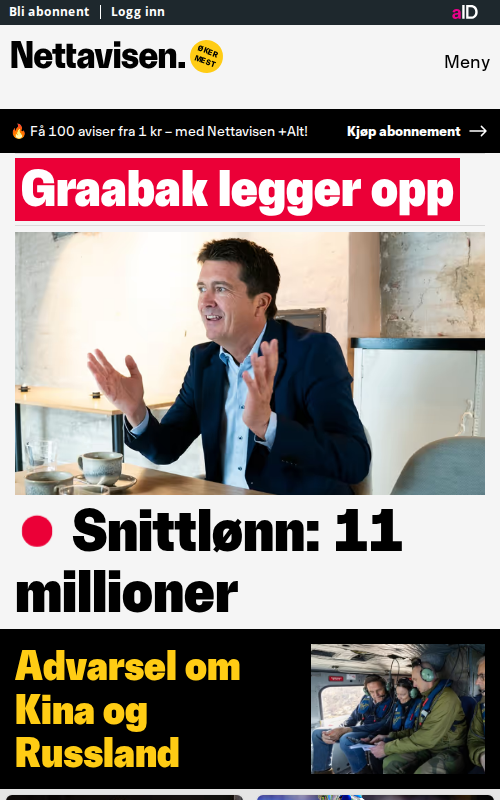 Bli abonnent | Logg inn
aID
Nettavisen.
ØKER
MEST
Meny
🔥 Få 100 aviser fra 1 kr – med Nettavisen +Alt!
Kjøp abonnement →
Graabak legger opp
Snittlønn: 11
millioner
Advarsel om
Kina og
Russland